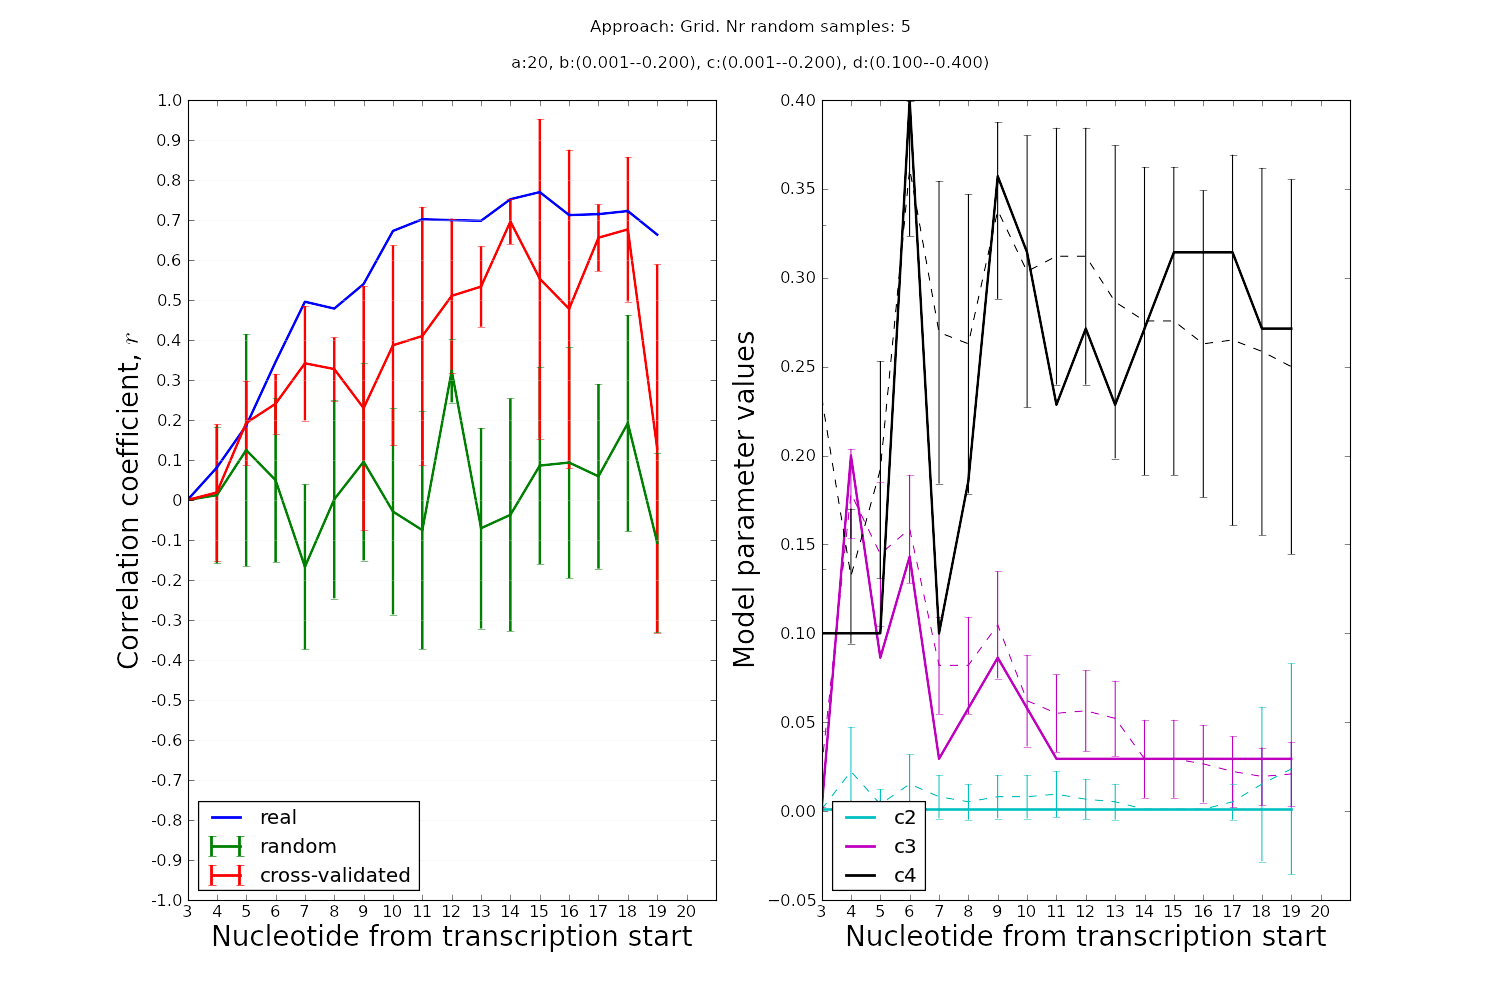 Approach: Grid. Nr random samples: 5
a:20, b:(0.001--0.200), c:(0.001--0.200), d:(0.100--0.400)
Correlation coefficient, r
1.0
0.9
0.8
0.7
0.6
0.5
0.4
0.3
0.2
0.1
0
-0.1
-0.2
-0.3
-0.4
-0.5
-0.6
-0.7
-0.8
-0.9
-1.0
real
random
cross-validated
3 4 5 6 7 8 9 10 11 12 13 14 15 16 17 18 19 20
Nucleotide from transcription start
Model parameter values
0.40
0.35
0.30
0.25
0.20
0.15
0.10
0.05
0.00
−0.05
c2
c3
c4
3 4 5 6 7 8 9 10 11 12 13 14 15 16 17 18 19 20
Nucleotide from transcription start